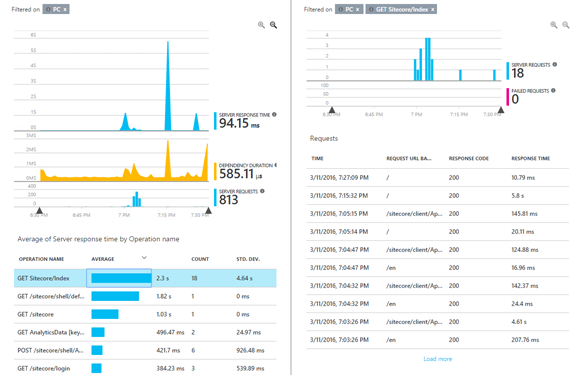 Filtered on PC ×
6S
5S
4S
3S
2S
1S
0S
SERVER RESPONSE TIME
94.15 ms
2MS
1MS
0MS
DEPENDENCY DURATION
585.11 µs
400
200
0
SERVER REQUESTS
813
6:30 PM 6:45 PM 7 PM 7:15 PM 7:30 PM
Average of Server response time by Operation name
OPERATION NAME AVERAGE COUNT STD. DEV.
GET Sitecore/Index 2.3 s 18 4.64 s
GET /sitecore/shell/def... 1.82 s 1 0 ms
GET /sitecore 1.03 s 1 0 ms
GET AnalyticsData [key... 496.47 ms 2 24.97 ms
POST /sitecore/shell/A... 421.7 ms 6 926.48 ms
GET /sitecore/login 384.23 ms 3 539.89 ms
Filtered on PC × GET Sitecore/Index ×
4
3
2
1
0
SERVER REQUESTS
18
100
50
0
FAILED REQUESTS
0
6:30 PM 6:45 PM 7 PM 7:15 PM 7:30 PM
Requests
TIME REQUEST URL BA... RESPONSE CODE RESPONSE TIME
3/11/2016, 7:27:09 PM / 200 10.79 ms
3/11/2016, 7:15:32 PM / 200 5.8 s
3/11/2016, 7:05:15 PM /sitecore/client/Ap... 200 145.81 ms
3/11/2016, 7:05:14 PM / 200 20.11 ms
3/11/2016, 7:04:47 PM /sitecore/client/Ap... 200 124.88 ms
3/11/2016, 7:04:47 PM /en 200 16.96 ms
3/11/2016, 7:04:32 PM /sitecore/client/Ap... 200 142.37 ms
3/11/2016, 7:04:32 PM /en 200 24.4 ms
3/11/2016, 7:03:26 PM /sitecore/client/Ap... 200 4.61 s
3/11/2016, 7:03:26 PM /en 200 207.76 ms
Load more